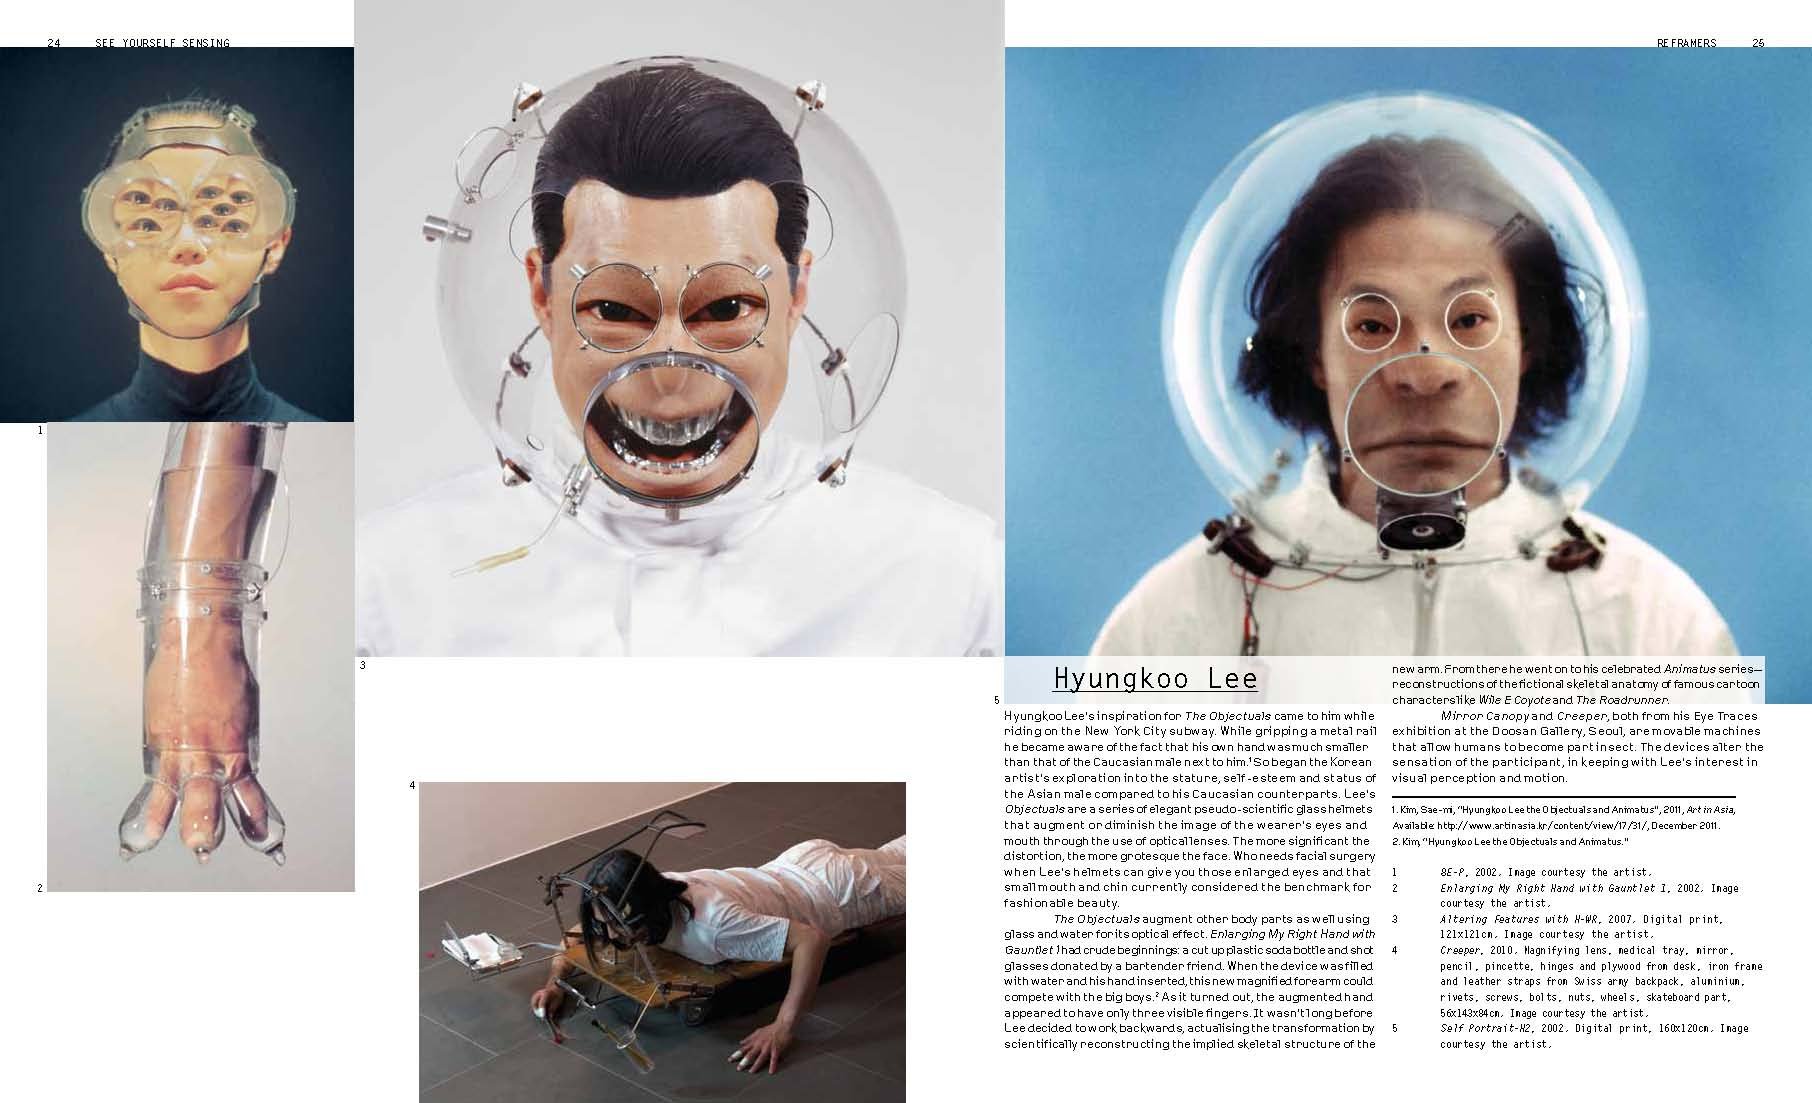 24 SEE YOURSELF SENSING
REFRAMERS 25
1
2
3
4
5
Hyungkoo Lee
Hyungkoo Lee's inspiration for The Objectuals came to him while
riding on the New York City subway. While gripping a metal rail
he became aware of the fact that his own hand was much smaller
than that of the Caucasian male next to him.¹ So began the Korean
artist's exploration into the stature, self-esteem and status of
the Asian male compared to his Caucasian counterparts. Lee's
Objectuals are a series of elegant pseudo-scientific glass helmets
that augment or diminish the image of the wearer's eyes and
mouth through the use of optical lenses. The more significant the
distortion, the more grotesque the face. Who needs facial surgery
when Lee's helmets can give you those enlarged eyes and that
small mouth and chin currently considered the benchmark for
fashionable beauty.
The Objectuals augment other body parts as well using
glass and water for its optical effect. Enlarging My Right Hand with
Gauntlet 1 had crude beginnings: a cut up plastic soda bottle and shot
glasses donated by a bartender friend. When the device was filled
with water and his hand inserted, this new magnified forearm could
compete with the big boys.² As it turned out, the augmented hand
appeared to have only three visible fingers. It wasn't long before
Lee decided to work backwards, actualising the transformation by
scientifically reconstructing the implied skeletal structure of the
new arm. From there he went on to his celebrated Animatus series—
reconstructions of the fictional skeletal anatomy of famous cartoon
characters like Wile E Coyote and The Roadrunner.
Mirror Canopy and Creeper, both from his Eye Traces
exhibition at the Doosan Gallery, Seoul, are movable machines
that allow humans to become part insect. The devices alter the
sensation of the participant, in keeping with Lee's interest in
visual perception and motion.
1. Kim, Sae-mi, "Hyungkoo Lee the Objectuals and Animatus", 2011, Art in Asia,
Available: http://www.artinasia.kr/content/view/17/31/, December 2011.
2. Kim, "Hyungkoo Lee the Objectuals and Animatus."
1 8E-P, 2002. Image courtesy the artist.
2 Enlarging My Right Hand with Gauntlet I, 2002. Image
courtesy the artist.
3 Altering Features with H-WR, 2007. Digital print,
121x121cm. Image courtesy the artist.
4 Creeper, 2010. Magnifying lens, medical tray, mirror,
pencil, pincette, hinges and plywood from desk, iron frame
and leather straps from Swiss army backpack, aluminium,
rivets, screws, bolts, nuts, wheels, skateboard part,
56x143x84cm. Image courtesy the artist.
5 Self Portrait-H2, 2002. Digital print, 160x120cm. Image
courtesy the artist.